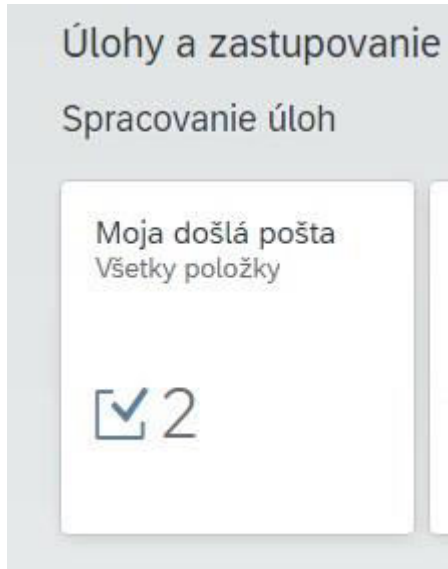 Úlohy a zastupovanie
Spracovanie úloh
Moja došlá pošta
Všetky položky
2